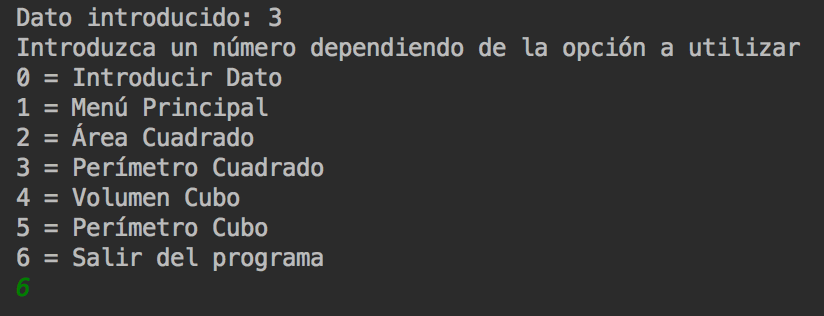 Dato introducido: 3
Introduzca un número dependiendo de la opción a utilizar
0 = Introducir Dato
1 = Menú Principal
2 = Área Cuadrado
3 = Perímetro Cuadrado
4 = Volumen Cubo
5 = Perímetro Cubo
6 = Salir del programa
6